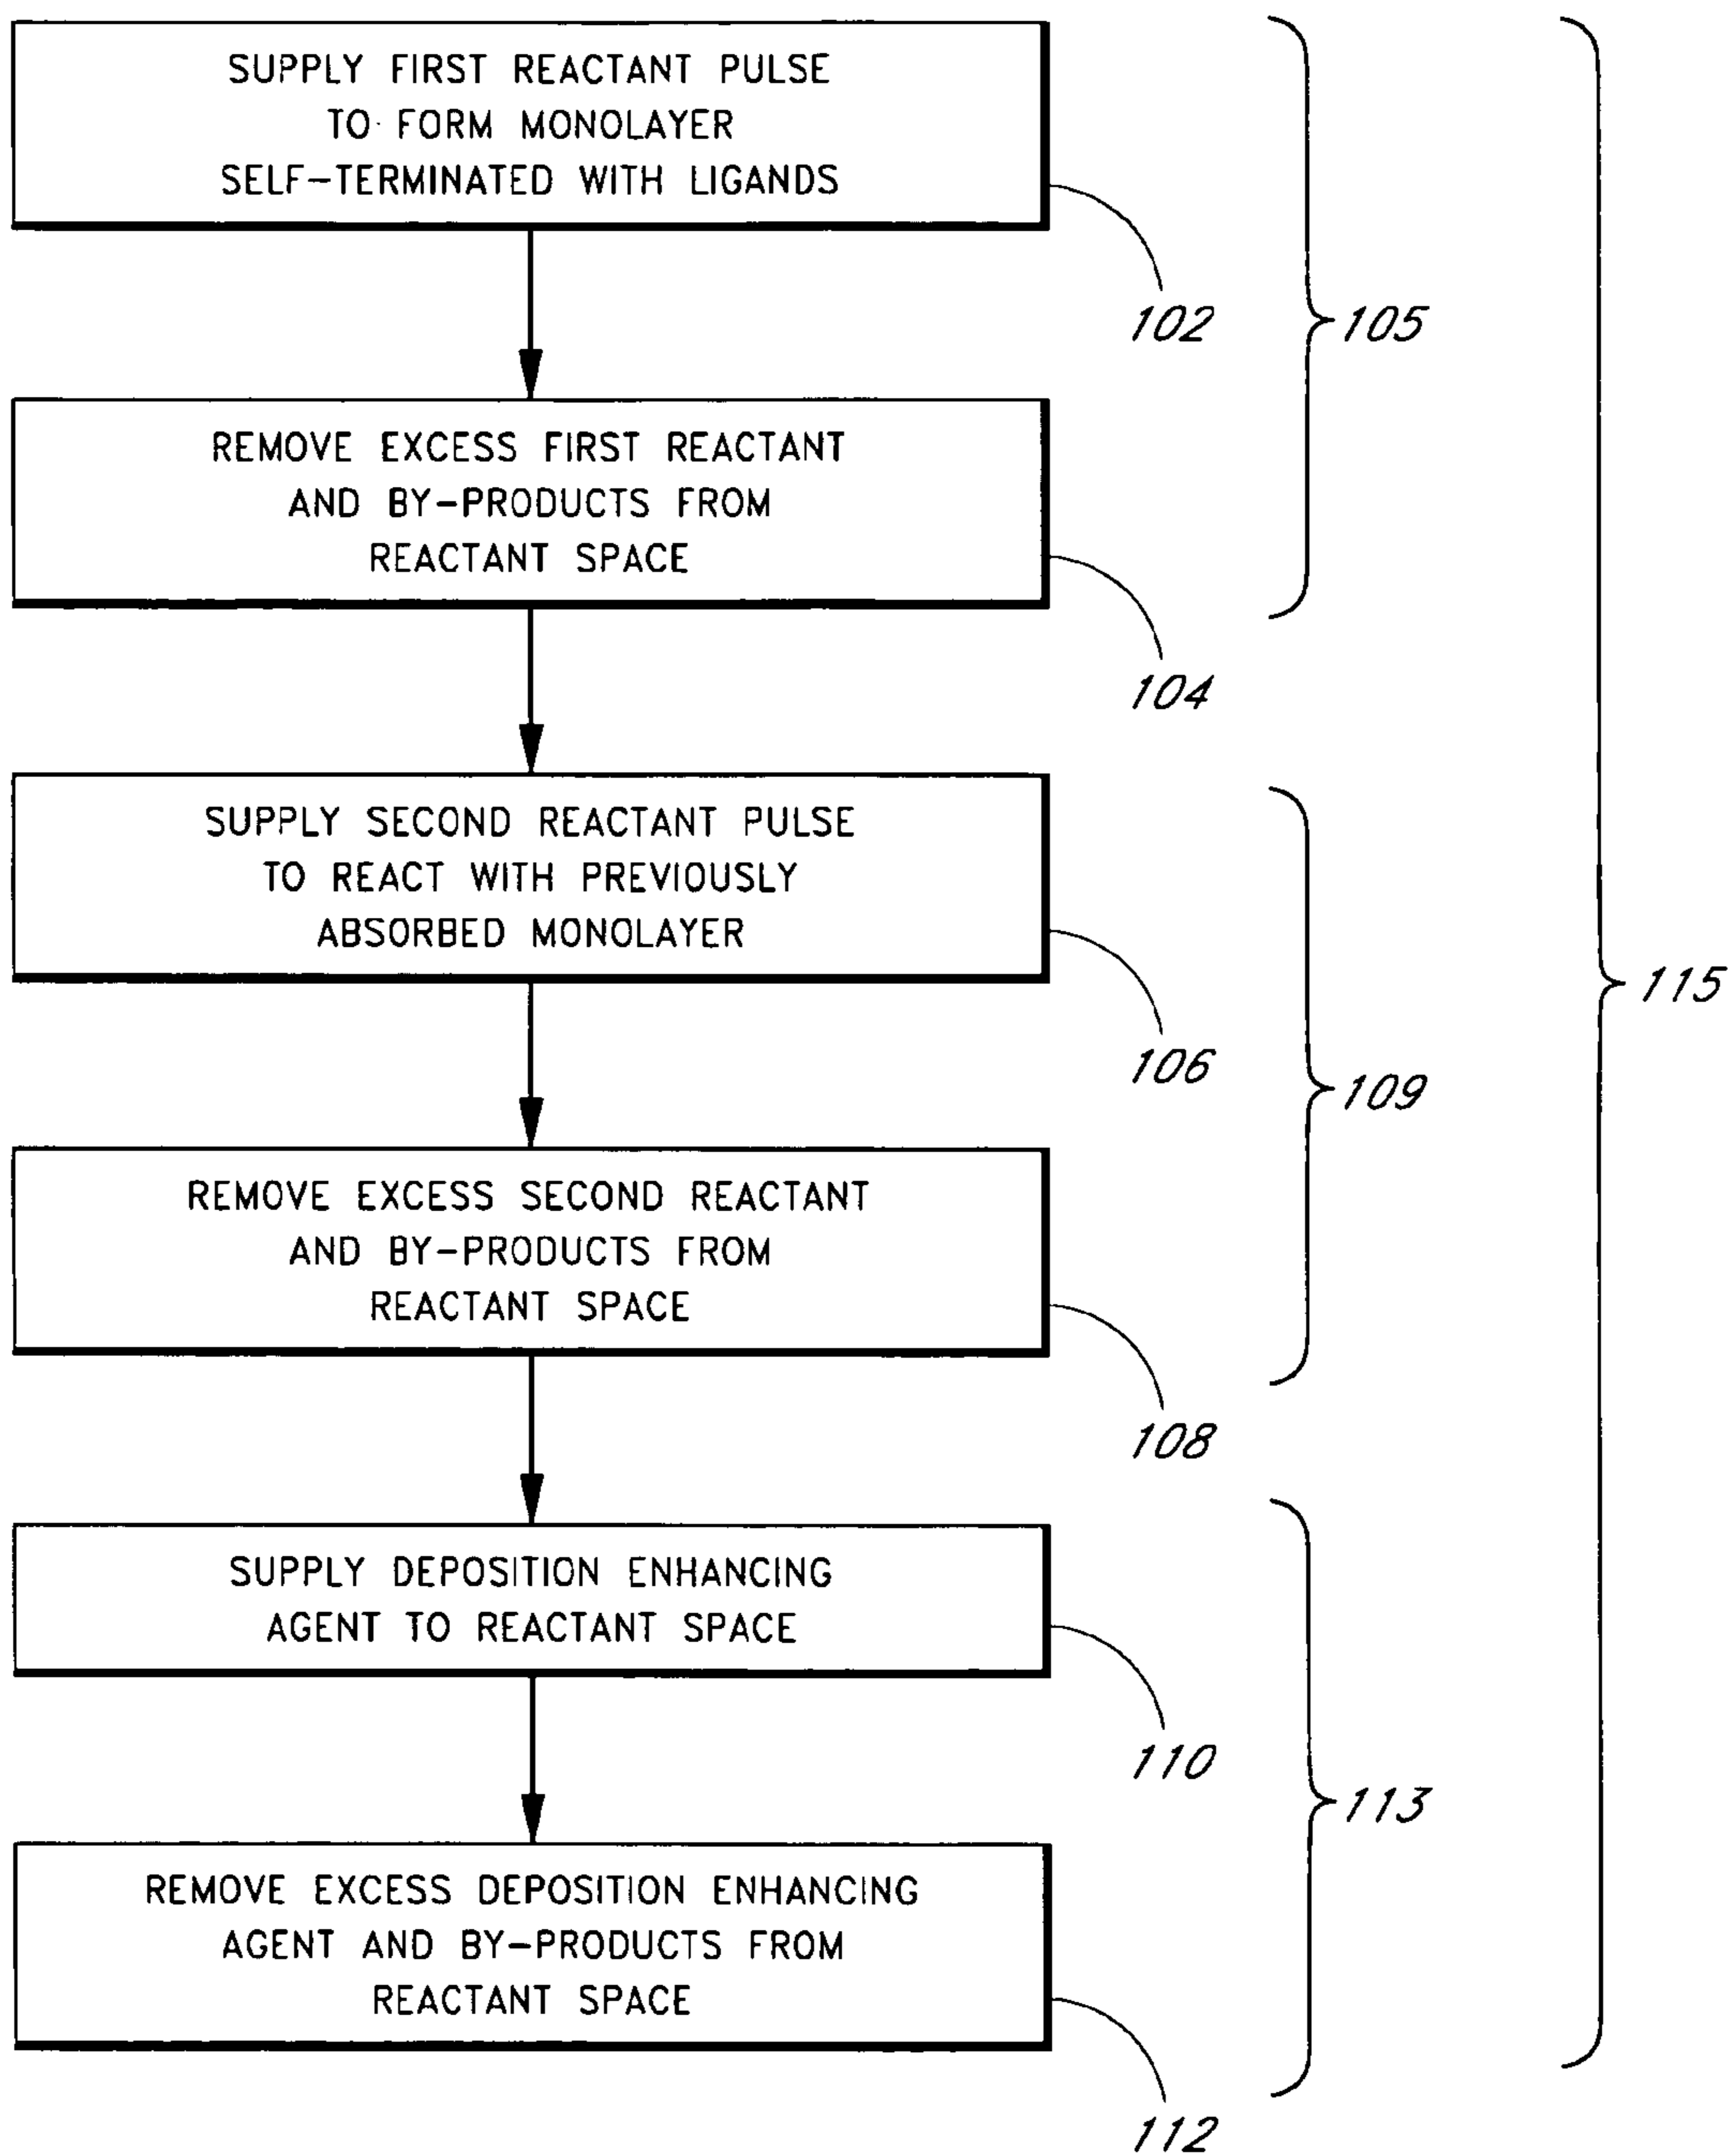 SUPPLY FIRST REACTANT PULSE
TO FORM MONOLAYER
SELF-TERMINATED WITH LIGANDS
102
105
REMOVE EXCESS FIRST REACTANT
AND BY-PRODUCTS FROM
REACTANT SPACE
104
SUPPLY SECOND REACTANT PULSE
TO REACT WITH PREVIOUSLY
ABSORBED MONOLAYER
106
109
115
REMOVE EXCESS SECOND REACTANT
AND BY-PRODUCTS FROM
REACTANT SPACE
108
SUPPLY DEPOSITION ENHANCING
AGENT TO REACTANT SPACE
110
113
REMOVE EXCESS DEPOSITION ENHANCING
AGENT AND BY-PRODUCTS FROM
REACTANT SPACE
112